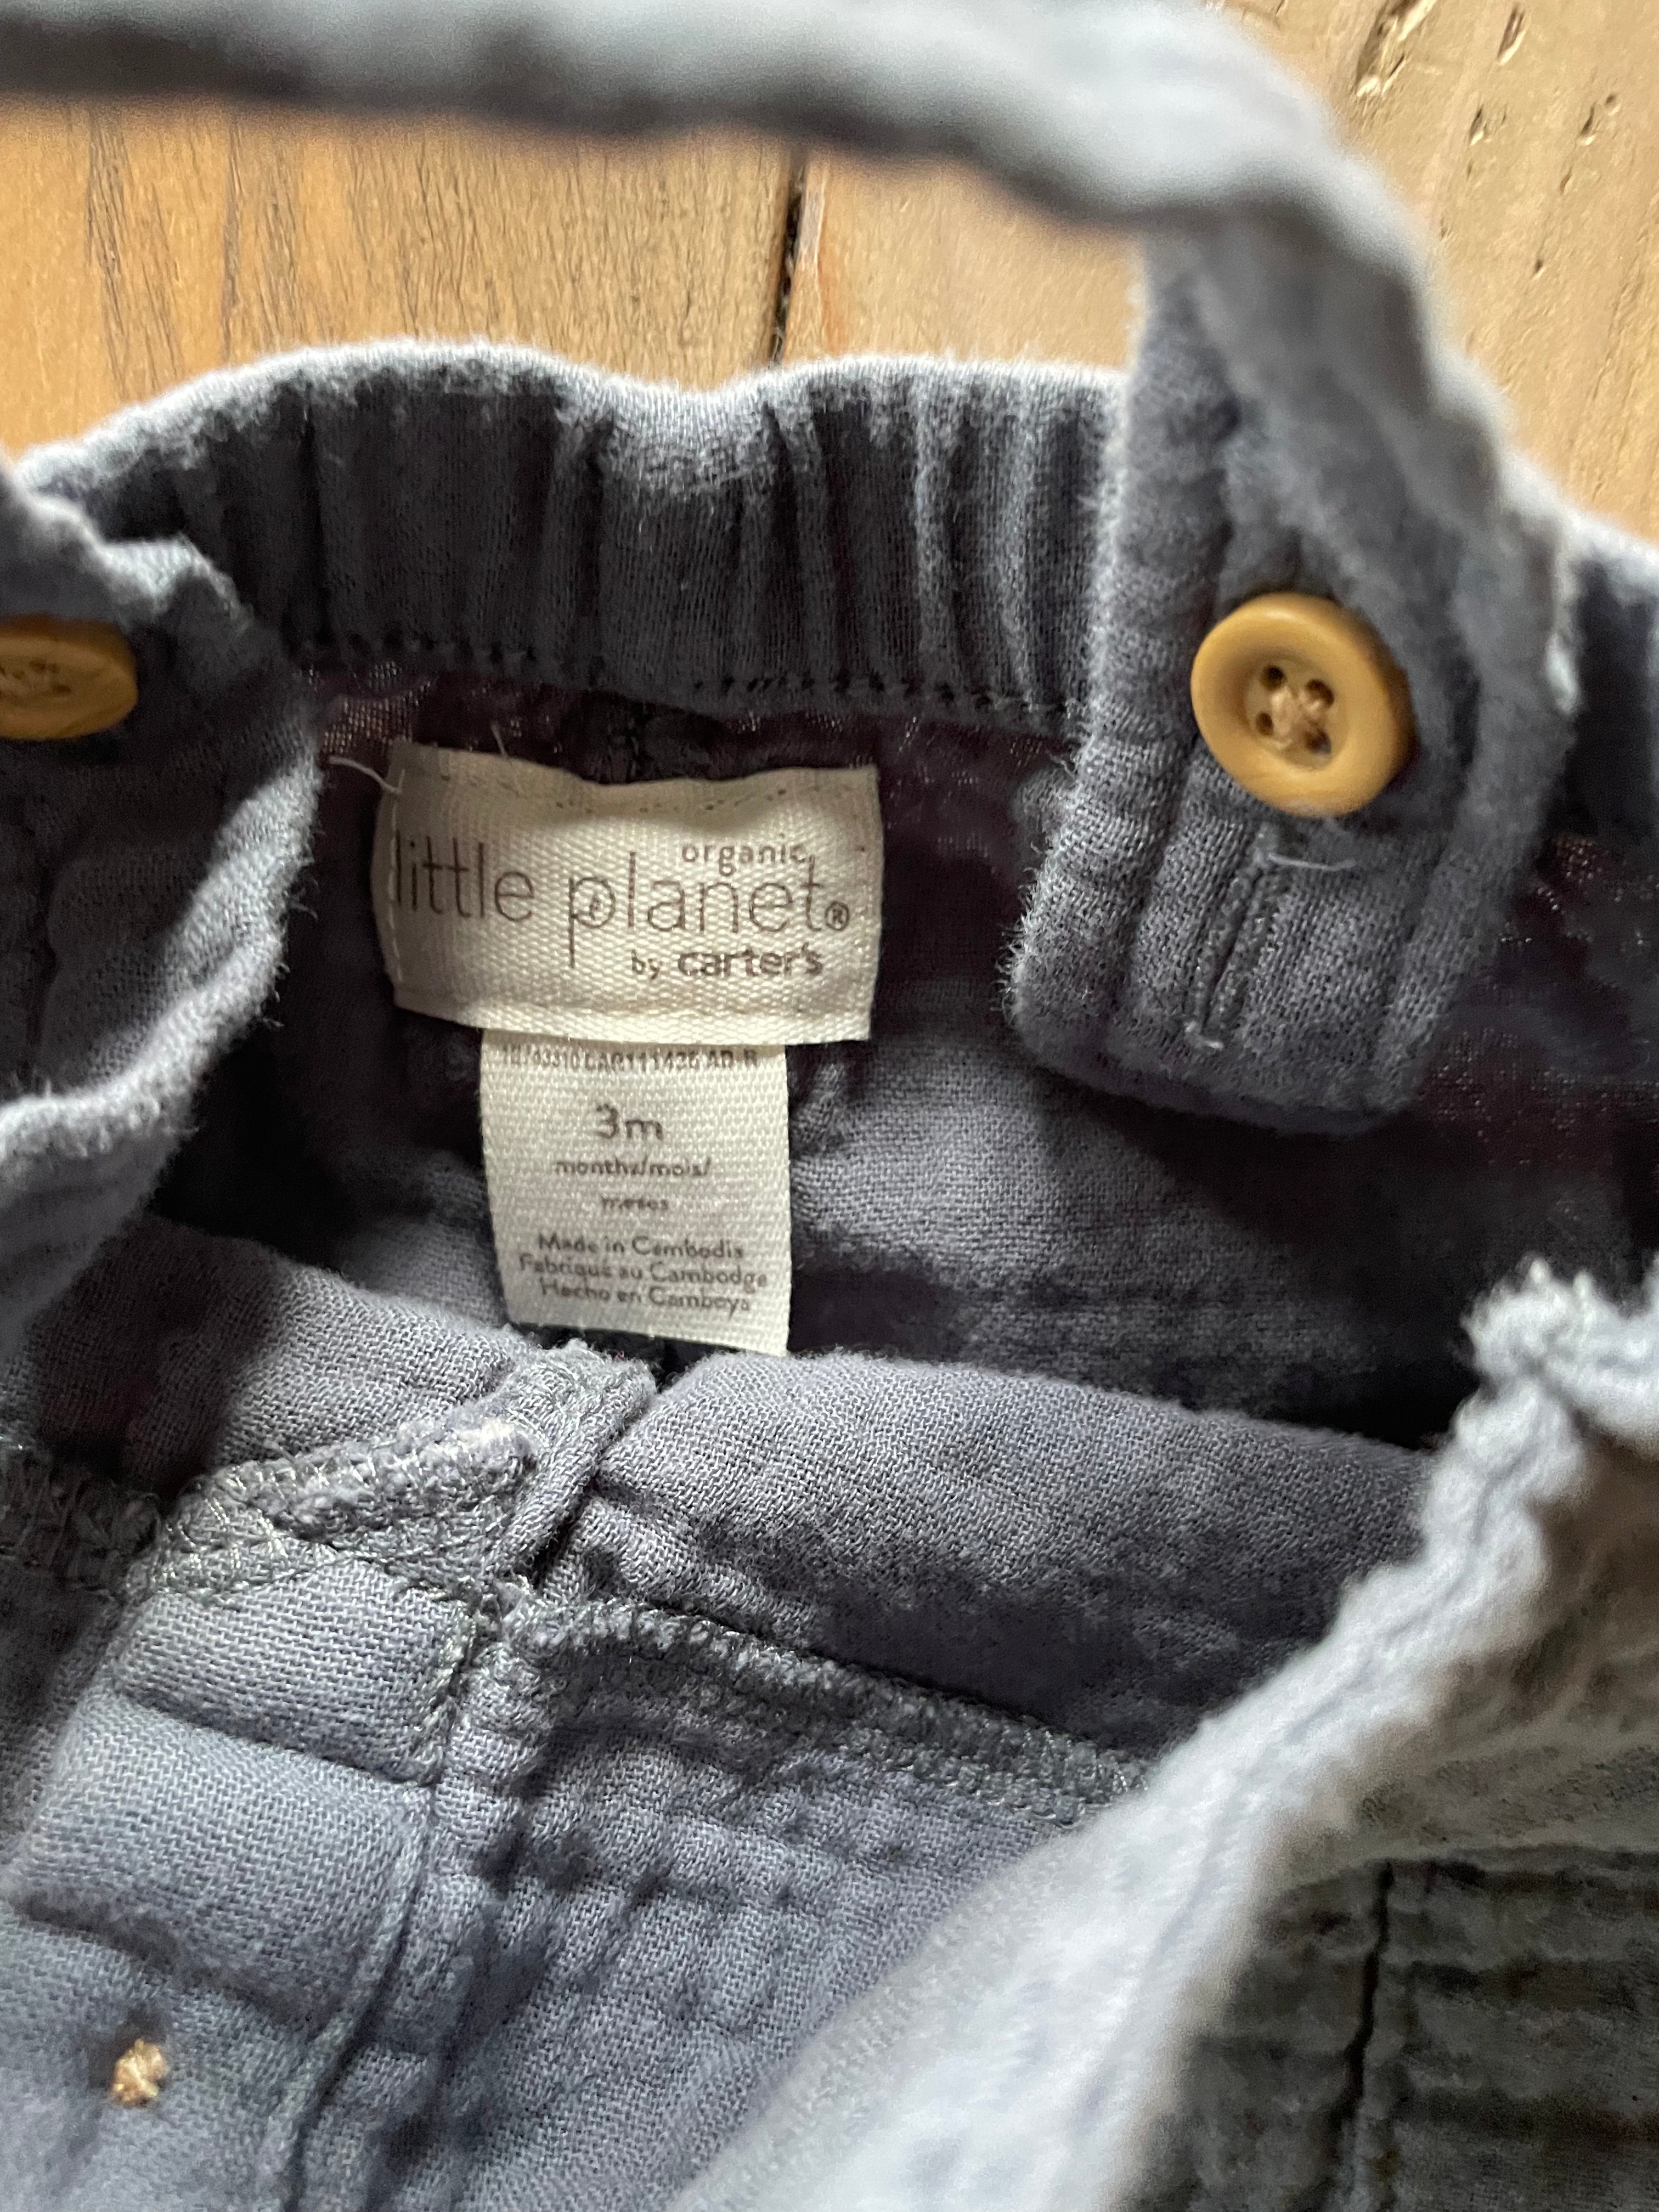 organic
little planet®
by carter's
3m
months/mois/
meses
Made in Cambodia
Fabriqué au Cambodge
Hecho en Camboya